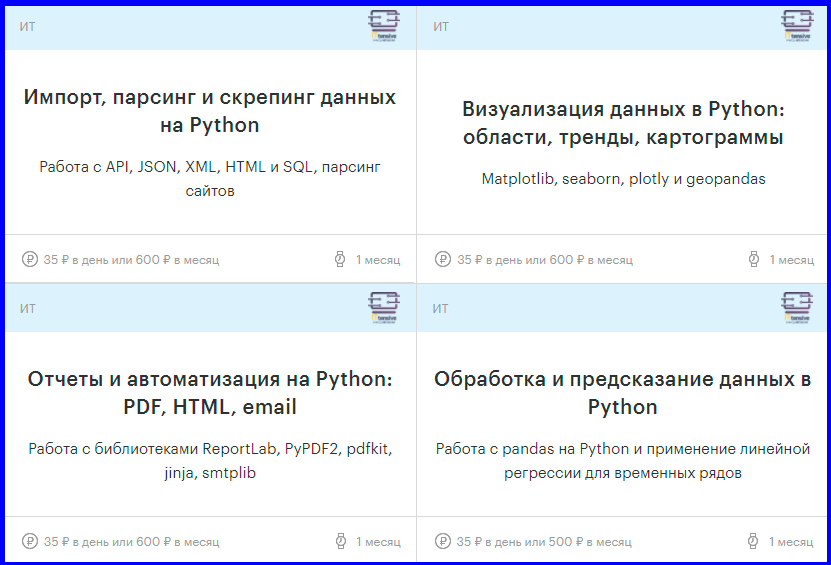 ИТ
Импорт, парсинг и скрепинг данных
на Python
Работа с API, JSON, XML, HTML и SQL, парсинг
сайтов
35 ₽ в день или 600 ₽ в месяц
1 месяц
ИТ
Визуализация данных в Python:
области, тренды, картограммы
Matplotlib, seaborn, plotly и geopandas
35 ₽ в день или 600 ₽ в месяц
1 месяц
ИТ
Отчеты и автоматизация на Python:
PDF, HTML, email
Работа с библиотеками ReportLab, PyPDF2, pdfkit,
jinja, smtplib
35 ₽ в день или 600 ₽ в месяц
1 месяц
ИТ
Обработка и предсказание данных в
Python
Работа с pandas на Python и применение линейной
регрессии для временных рядов
35 ₽ в день или 500 ₽ в месяц
1 месяц